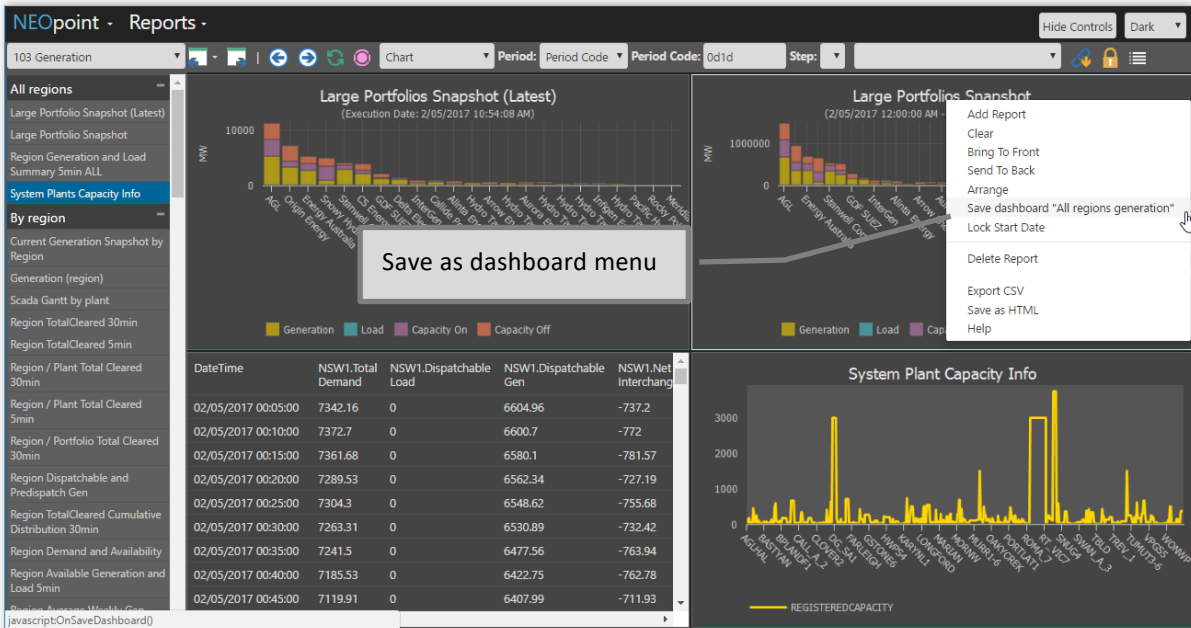 NEOpoint - Reports -
Hide Controls
Dark
103 Generation
Chart
Period:
Period Code
Period Code:
0d1d
Step:
All regions
Large Portfolio Snapshot (Latest)
Large Portfolio Snapshot
Region Generation and Load
Summary 5min ALL
System Plants Capacity Info
By region
Current Generation Snapshot by
Region
Generation (region)
Scada Gantt by plant
Region TotalCleared 30min
Region TotalCleared 5min
Region / Plant Total Cleared
30min
Region / Plant Total Cleared
5min
Region / Portfolio Total Cleared
30min
Region Dispatchable and
Predispatch Gen
Region TotalCleared Cumulative
Distribution 30min
Region Demand and Availability
Region Available Generation and
Load 5min
Region Average Weekly Gen
javascript:OnSaveDashboard()
Large Portfolios Snapshot (Latest)
(Execution Date: 2/05/2017 10:54:08 AM)
10000
MW
0
AGL
Origin Energy
Energy Australia
Snowy Hydro
Stanwell
CS Energy
GDF SUEZ
Delta
InterGen
Callide
Alinta
Hydro
Arrow
Hydro
Aurora
Hydro
Infigen
Hydro
Pacific
Rocky
Generation
Load
Capacity On
Capacity Off
Save as dashboard menu
Large Portfolios Snapshot
(2/05/2017 12:00:00 AM -
1000000
MW
0
AGL
Energy Australia
Stanwell
GDF SUEZ
InterGen
Alinta Energy
Arrow
Generation
Load
Add Report
Clear
Bring To Front
Send To Back
Arrange
Save dashboard "All regions generation"
Lock Start Date
Delete Report
Export CSV
Save as HTML
Help
DateTime NSW1.Total NSW1.Dispatchable NSW1.Dispatchable NSW1.Net
Demand Load Gen Interchang
02/05/2017 00:05:00 7342.16 0 6604.96 -737.2
02/05/2017 00:10:00 7372.7 0 6600.7 -772
02/05/2017 00:15:00 7361.68 0 6580.1 -781.57
02/05/2017 00:20:00 7289.53 0 6562.34 -727.19
02/05/2017 00:25:00 7304.3 0 6548.62 -755.68
02/05/2017 00:30:00 7263.31 0 6530.89 -732.42
02/05/2017 00:35:00 7241.5 0 6477.56 -763.94
02/05/2017 00:40:00 7185.53 0 6422.75 -762.78
02/05/2017 00:45:00 7119.91 0 6407.99 -711.93
System Plant Capacity Info
3000
2000
1000
0
AGLHAL
BASTYAN
BPLANDF1
CALL_A_2
CLOVER2
DG_SA1
FARLEIGH
GSTONE6
HWPS4
KAREYNL1
LONGFORD
MARIAN
MORNW
MURR1-6
OAKYCREK
PORTLAT1
ROMA_7
RT_VIC7
SMUG1
SWAN_A_3
TBLD
TREV_1
TUMUT3-6
VPGS5
WONWP
REGISTEREDCAPACITY